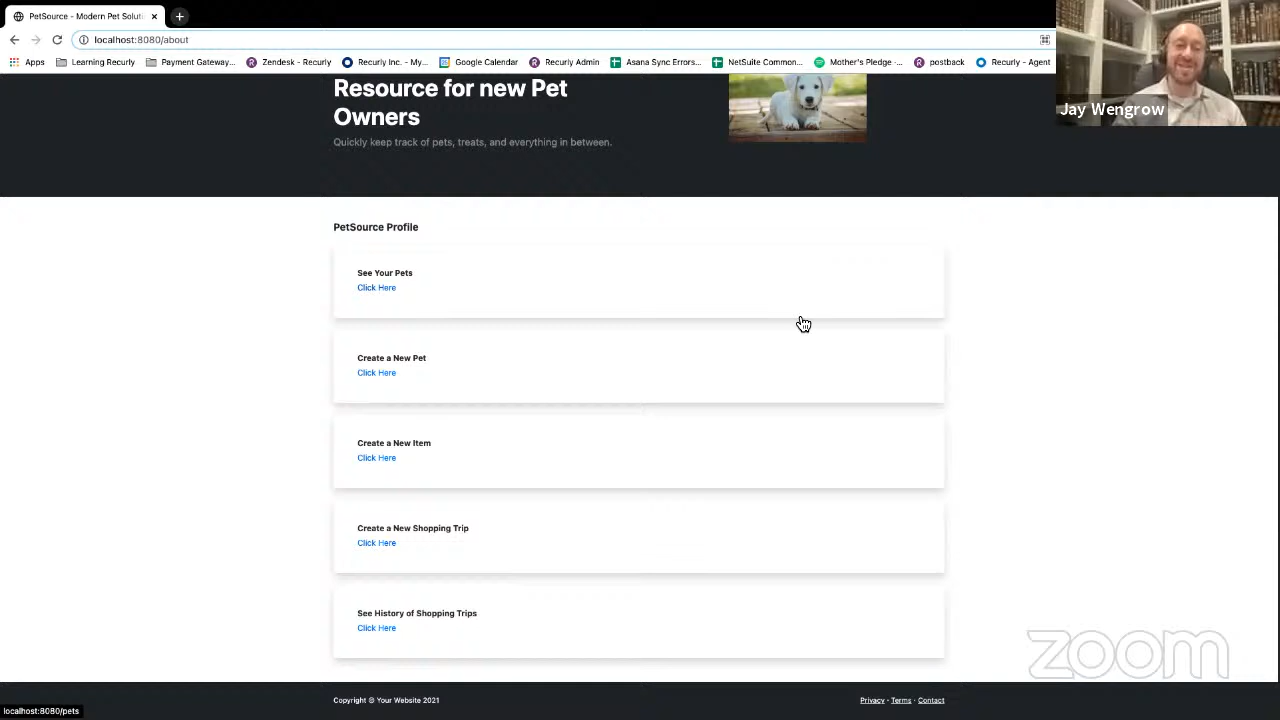 PetSource - Modern Pet Soluti
localhost:8080/about
Apps
Learning Recurly
Payment Gateway...
Zendesk - Recurly
Recurly Inc. - My...
Google Calendar
Recurly Admin
Asana Sync Errors...
NetSuite Common...
Mother's Pledge -...
postback
Recurly - Agent
Jay Wengrow
Resource for new Pet
Owners
Quickly keep track of pets, treats, and everything in between.
PetSource Profile
See Your Pets
Click Here
Create a New Pet
Click Here
Create a New Item
Click Here
Create a New Shopping Trip
Click Here
See History of Shopping Trips
Click Here
zoom
Copyright © Your Website 2021
Privacy - Terms - Contact
localhost:8080/pets